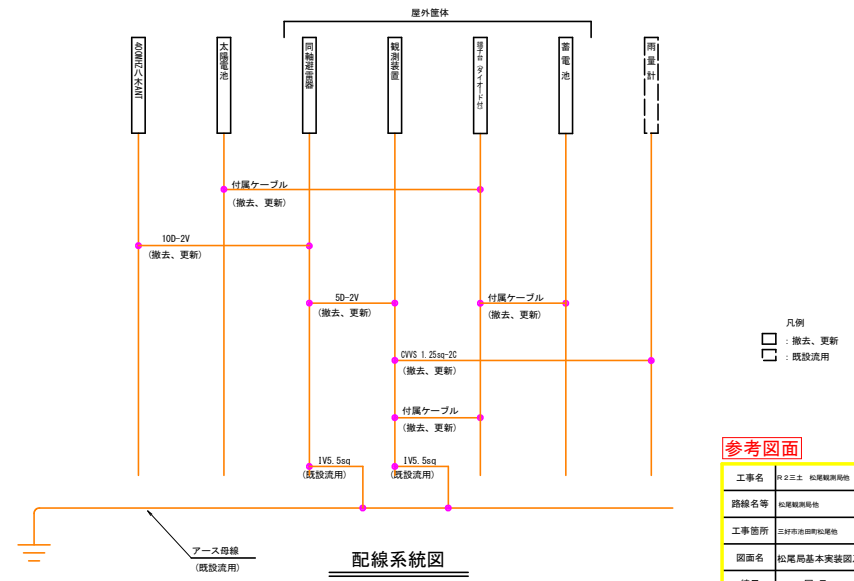 屋外筐体
400MHZ八木ANT
太陽電池
同軸避雷器
観測装置
端子台(ダイオード付)
蓄電池
雨量計
付属ケーブル
(撤去、更新)
10D-2V
(撤去、更新)
5D-2V
(撤去、更新)
付属ケーブル
(撤去、更新)
CVVS 1.25sq-2C
(撤去、更新)
付属ケーブル
(撤去、更新)
IV5.5sq
(既設流用)
IV5.5sq
(既設流用)
アース母線
(既設流用)
配線系統図
凡例
:撤去、更新
:既設流用
参考図面
工事名 R2三土 松尾観測局他
路線名等 松尾観測局他
工事箇所 三好市池田町松尾他
図面名 松尾局基本実装図